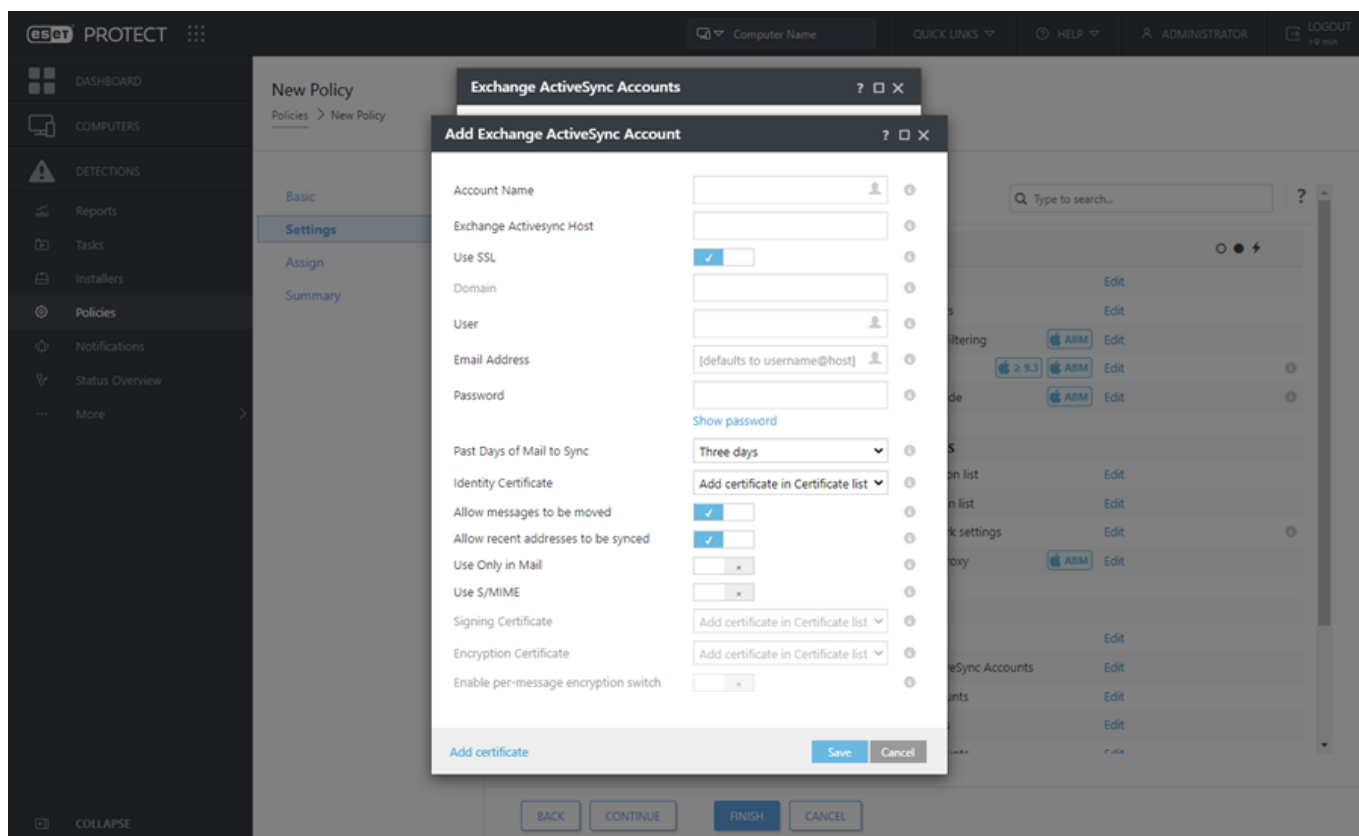 eset PROTECT
Computer Name
QUICK LINKS
HELP
ADMINISTRATOR
LOGOUT
>9 min
DASHBOARD
COMPUTERS
DETECTIONS
Reports
Tasks
Installers
Policies
Notifications
Status Overview
More
COLLAPSE
New Policy
Policies > New Policy
Basic
Settings
Assign
Summary
Exchange ActiveSync Accounts
Add Exchange ActiveSync Account
Account Name
Exchange Activesync Host
Use SSL
Domain
User
Email Address [defaults to username@host]
Password
Show password
Past Days of Mail to Sync Three days
Identity Certificate Add certificate in Certificate list
Allow messages to be moved
Allow recent addresses to be synced
Use Only in Mail
Use S/MIME
Signing Certificate Add certificate in Certificate list
Encryption Certificate Add certificate in Certificate list
Enable per-message encryption switch
Add certificate
Save Cancel
Type to search...
?
Edit
s Edit
iltering ABM Edit
≥ 9.3 ABM Edit
de ABM Edit
S
on list Edit
n list Edit
k settings Edit
oxy ABM Edit
Edit
eSync Accounts Edit
unts Edit
s Edit
Edit
BACK CONTINUE FINISH CANCEL